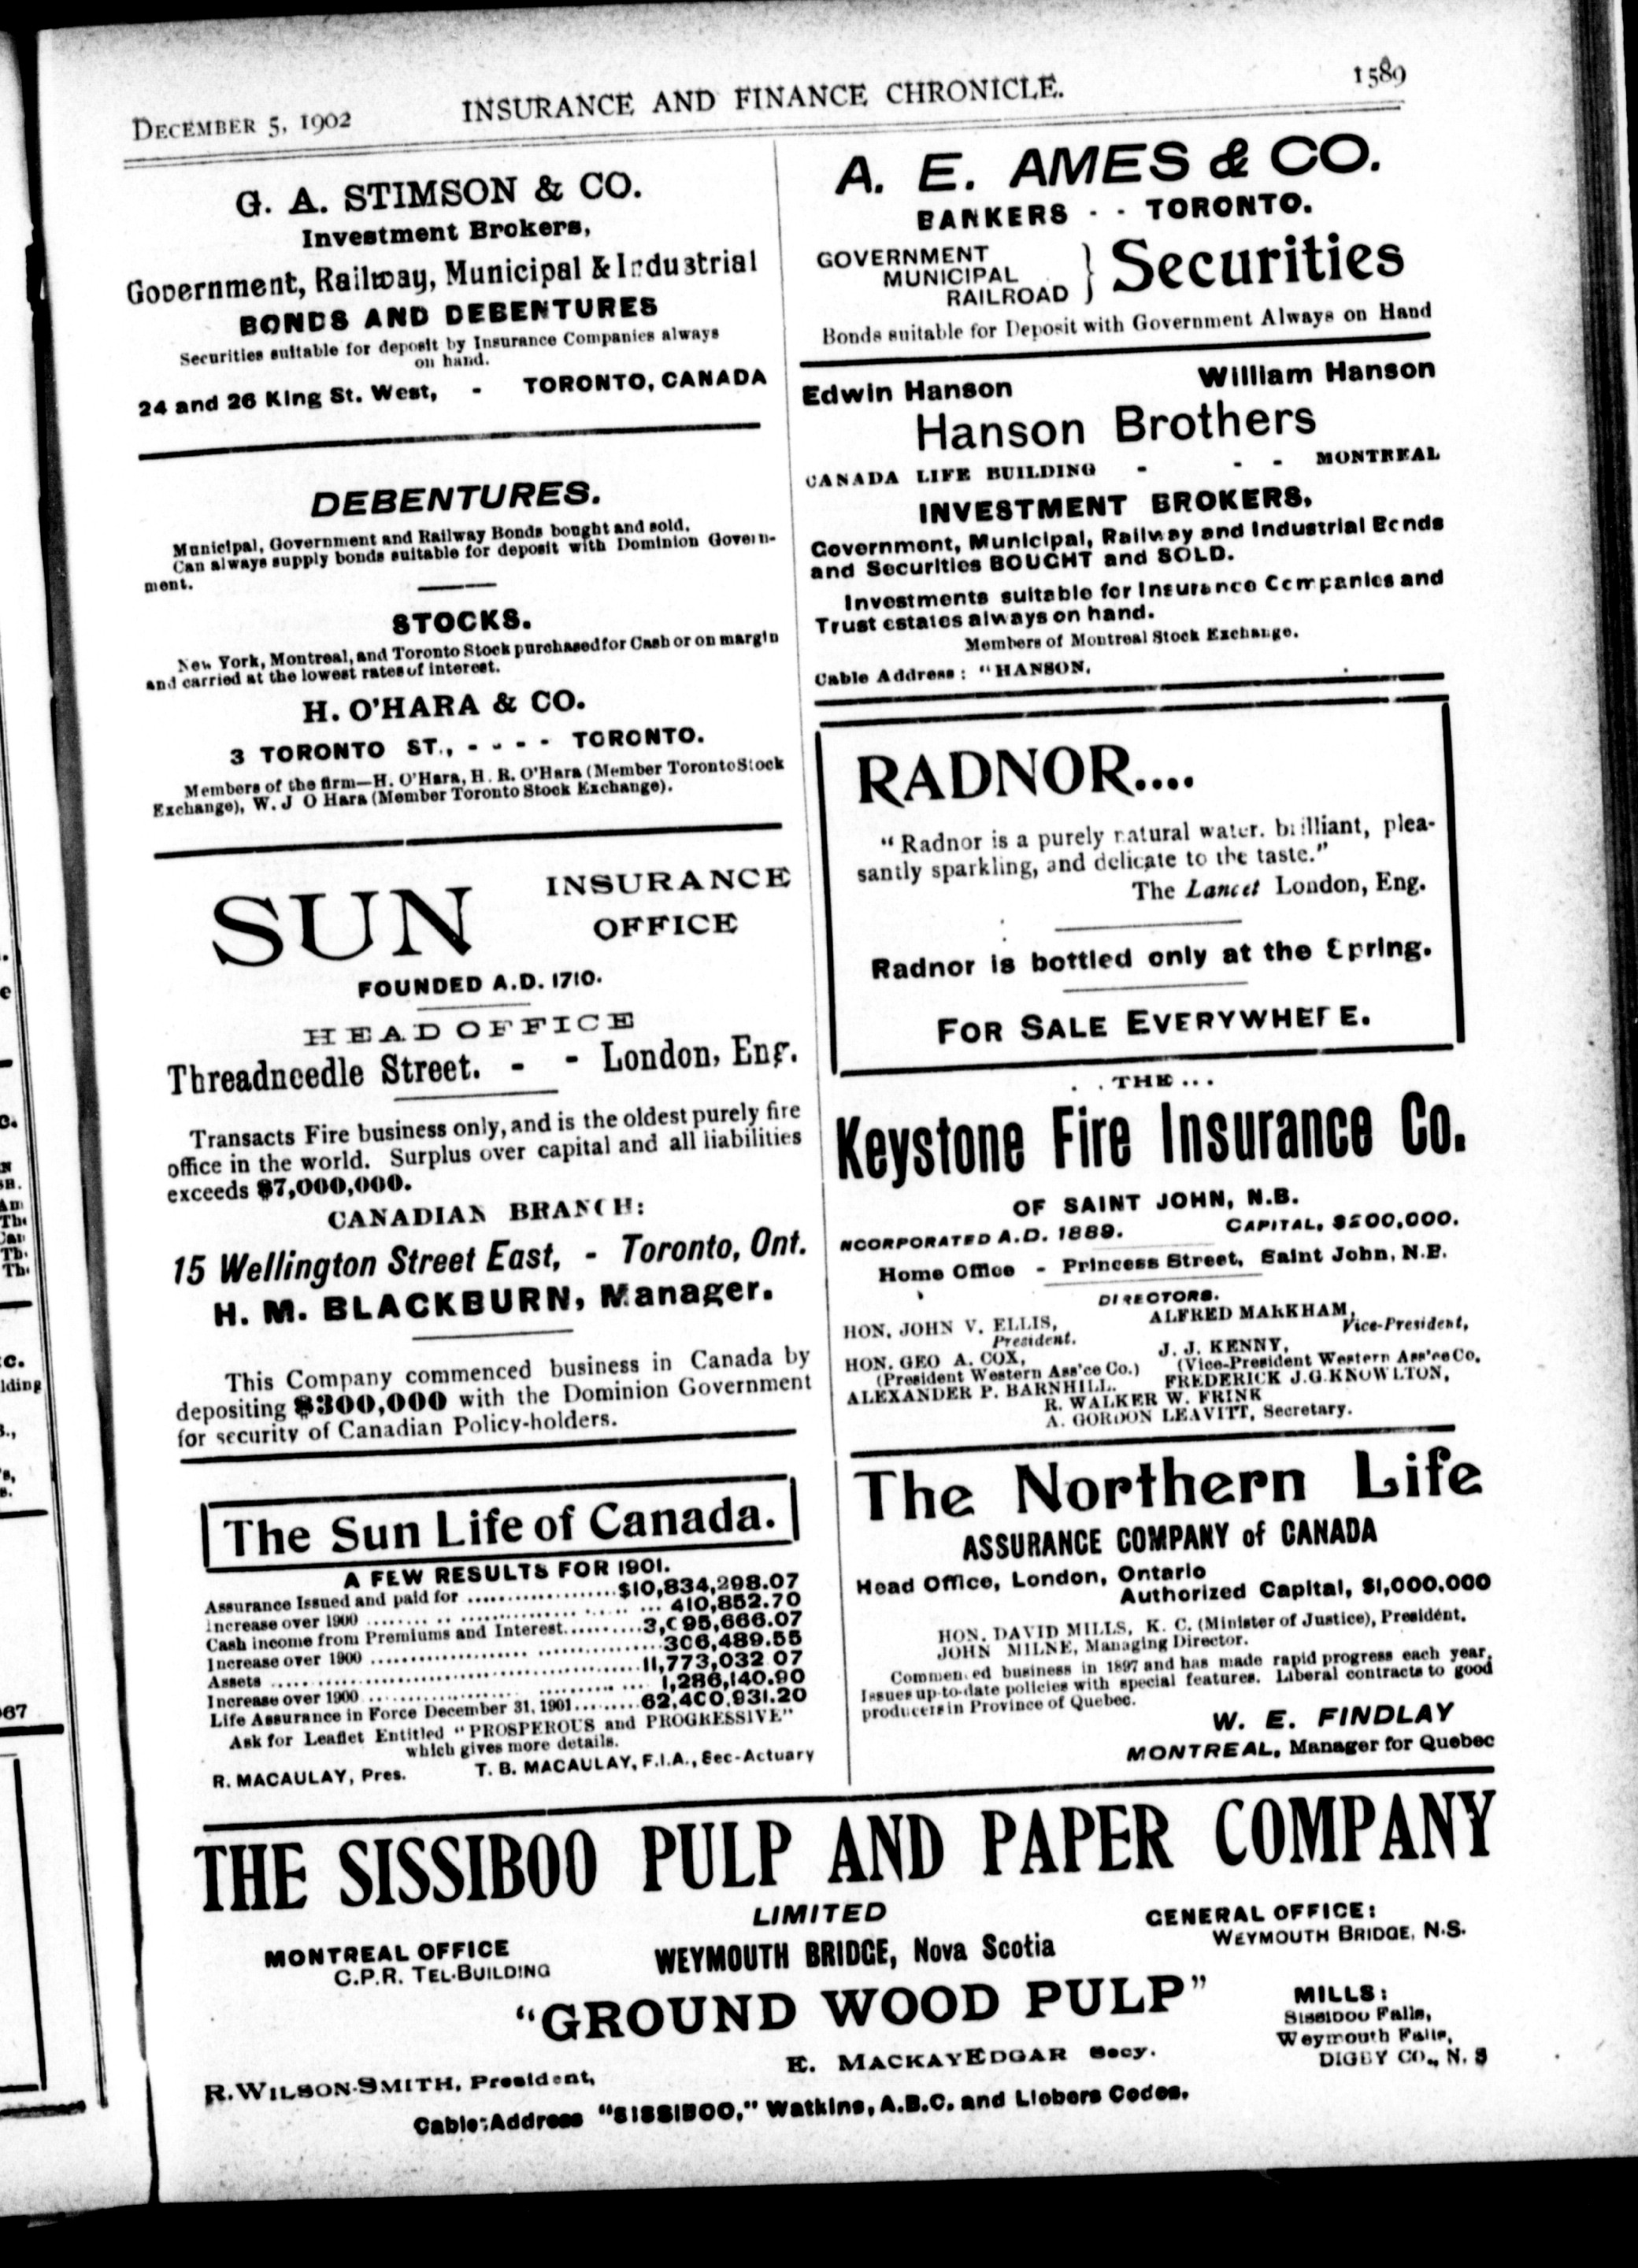 DECEMBER 5, 1902 INSURANCE AND FINANCE CHRONICLE. 1589
G. A. STIMSON & CO.
Investment Brokers,
Government, Railway, Municipal & Industrial
BONDS AND DEBENTURES
Securities suitable for deposit by Insurance Companies always
on hand.
24 and 26 King St. West, - TORONTO, CANADA
DEBENTURES.
Municipal, Government and Railway Bonds bought and sold.
Can always supply bonds suitable for deposit with Dominion Govern-
ment.
STOCKS.
New York, Montreal, and Toronto Stock purchased for Cash or on margin
and carried at the lowest rates of interest.
H. O'HARA & CO.
3 TORONTO ST., - - - - TORONTO.
Members of the firm—H. O'Hara, H. R. O'Hara (Member Toronto Stock
Exchange), W. J O Hara (Member Toronto Stock Exchange).
SUN INSURANCE
OFFICE
FOUNDED A.D. 1710.
HEAD OFFICE
Threadneedle Street. - - London, Eng.
Transacts Fire business only, and is the oldest purely fire
office in the world. Surplus over capital and all liabilities
exceeds $7,000,000.
CANADIAN BRANCH:
15 Wellington Street East, - Toronto, Ont.
H. M. BLACKBURN, Manager.
This Company commenced business in Canada by
depositing $300,000 with the Dominion Government
for security of Canadian Policy-holders.
The Sun Life of Canada.
A FEW RESULTS FOR 1901.
Assurance Issued and paid for ..................$10,834,298.07
Increase over 1900 .................. 410,852.70
Cash income from Premiums and Interest...........3,095,666.07
Increase over 1900 ..................306,489.55
Assets ..................11,773,032 07
Increase over 1900 .................. 1,286,140.90
Life Assurance in Force December 31, 1901.........62,400,931.20
Ask for Leaflet Entitled "PROSPEROUS and PROGRESSIVE"
which gives more details.
R. MACAULAY, Pres. T. B. MACAULAY, F.I.A., Sec-Actuary
A. E. AMES & CO.
BANKERS - - TORONTO.
GOVERNMENT
MUNICIPAL
RAILROAD } Securities
Bonds suitable for Deposit with Government Always on Hand
Edwin Hanson William Hanson
Hanson Brothers
CANADA LIFE BUILDING - - - MONTREAL
INVESTMENT BROKERS,
Government, Municipal, Railway and Industrial Bonds
and Securities BOUGHT and SOLD.
Investments suitable for Insurance Companies and
Trust estates always on hand.
Members of Montreal Stock Exchange.
Cable Address: "HANSON,
RADNOR....
"Radnor is a purely natural water. brilliant, plea-
santly sparkling, and delicate to the taste."
The Lancet London, Eng.
Radnor is bottled only at the Spring.
FOR SALE EVERYWHERE.
. . THE ...
Keystone Fire Insurance Co.
OF SAINT JOHN, N.B.
NCORPORATED A.D. 1889. CAPITAL, $200,000.
Home Office - Princess Street, Saint John, N.B.
DIRECTORS.
HON. JOHN V. ELLIS, ALFRED MARKHAM,
President. Vice-President,
HON. GEO A. COX, J. J. KENNY,
(President Western Ass'ce Co.) (Vice-President Western Ass'ce Co.
ALEXANDER P. BARNHILL. FREDERICK J.G. KNOWLTON,
R. WALKER W. FRINK
A. GORDON LEAVITT, Secretary.
The Northern Life
ASSURANCE COMPANY of CANADA
Head Office, London, Ontario
Authorized Capital, $1,000,000
HON. DAVID MILLS, K. C. (Minister of Justice), President.
JOHN MILNE, Managing Director.
Commenced business in 1897 and has made rapid progress each year.
Issues up-to-date policies with special features. Liberal contracts to good
producers in Province of Quebec.
W. E. FINDLAY
MONTREAL, Manager for Quebec
THE SISSIBOO PULP AND PAPER COMPANY
LIMITED
MONTREAL OFFICE
C.P.R. TEL. BUILDING
WEYMOUTH BRIDGE, Nova Scotia
GENERAL OFFICE:
WEYMOUTH BRIDGE, N.S.
"GROUND WOOD PULP"
MILLS:
Sissiboo Falls,
Weymouth Falls,
DIGBY CO., N. S
R. WILSON-SMITH, President, E. MACKAY EDGAR Secy.
Cable: Address "SISSIBOO," Watkins, A.B.C. and Liebers Codes.